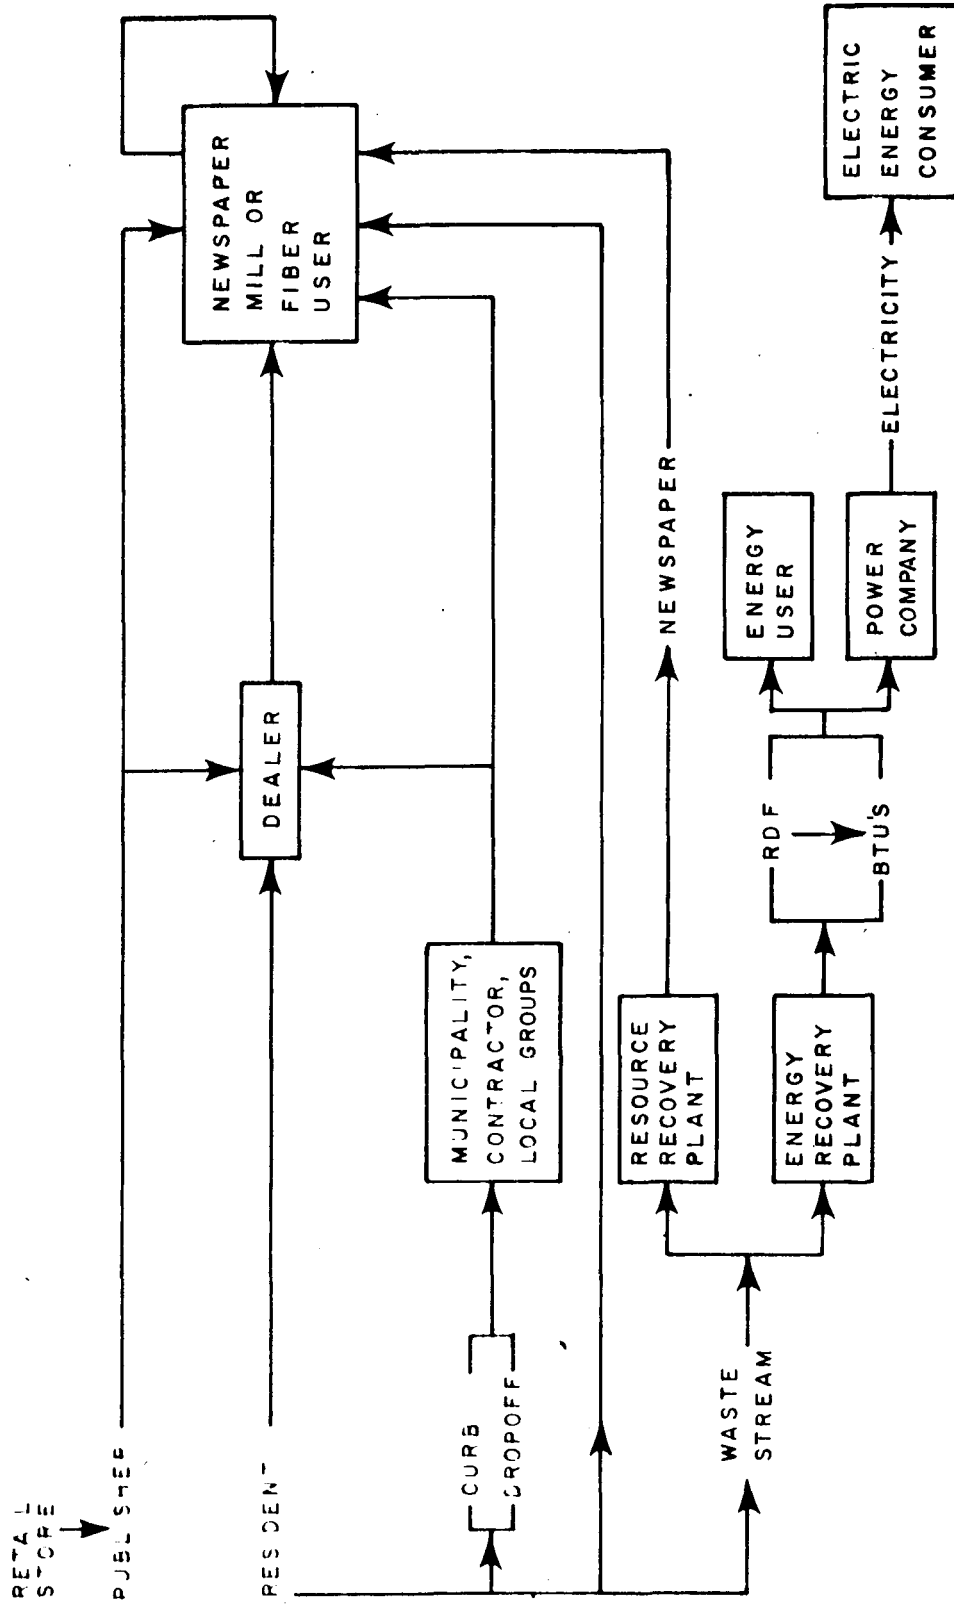 RETAIL
STORE
PUBLISHER
RESIDENT
CURB
DROPOFF
WASTE
STREAM
MUNICIPALITY,
CONTRACTOR,
LOCAL GROUPS
RESOURCE
RECOVERY
PLANT
ENERGY
RECOVERY
PLANT
DEALER
RDF
BTU'S
NEWSPAPER
ENERGY
USER
POWER
COMPANY
ELECTRICITY
NEWSPAPER
MILL OR
FIBER
USER
ELECTRIC
ENERGY
CONSUMER